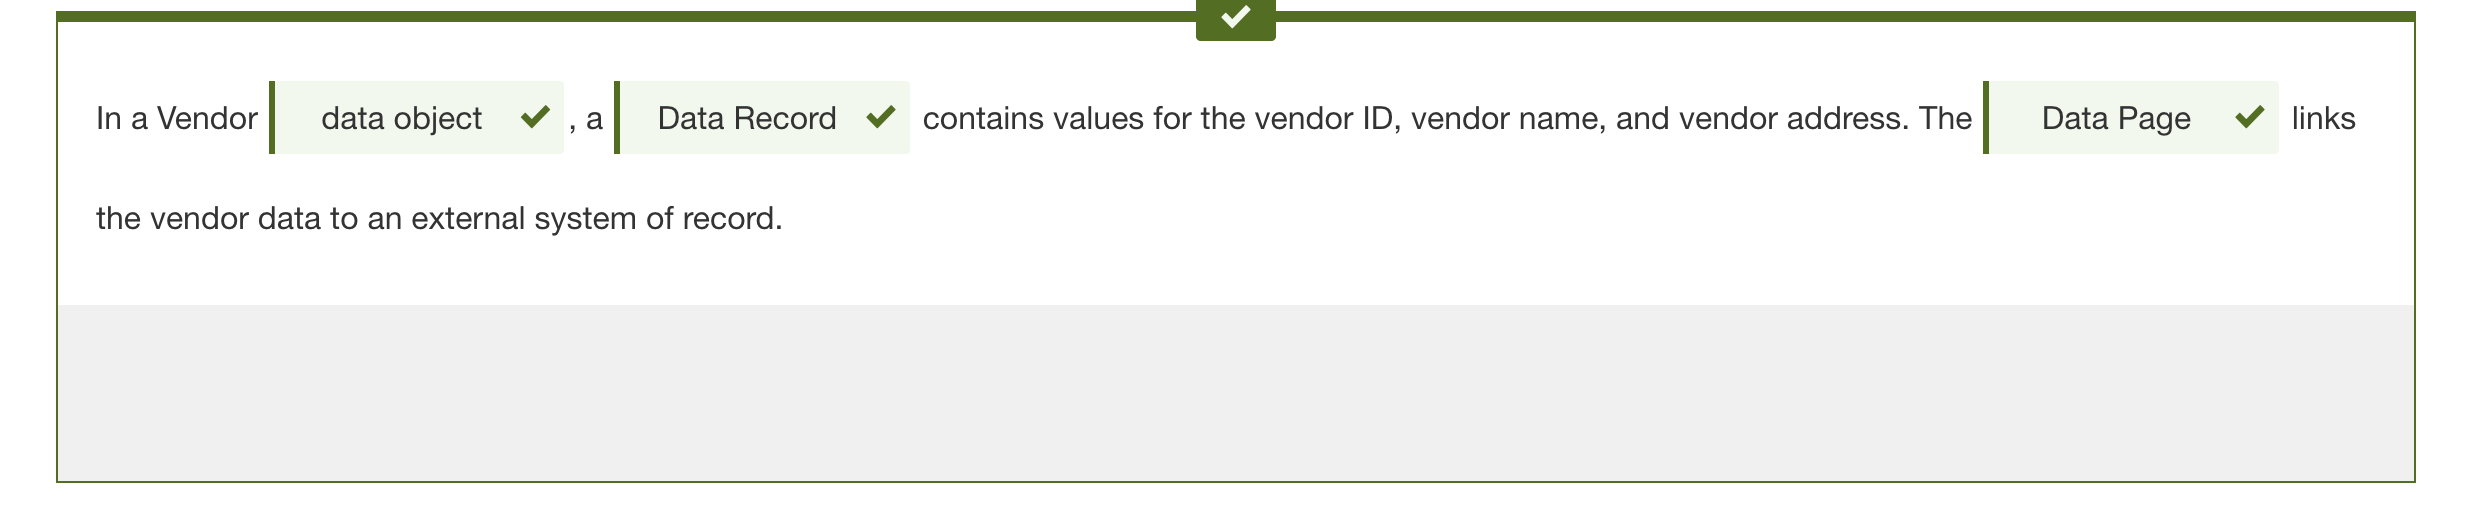 In a Vendor data object , a Data Record contains values for the vendor ID, vendor name, and vendor address. The Data Page links
the vendor data to an external system of record.